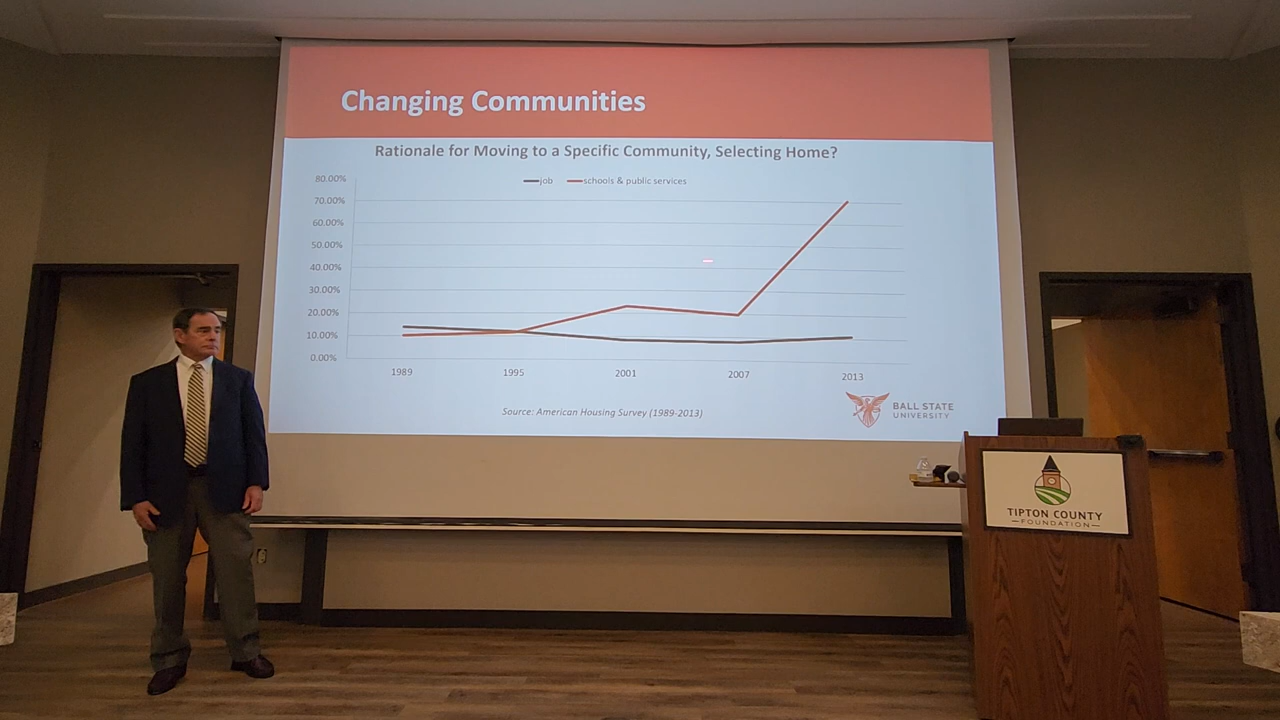 Changing Communities
Rationale for Moving to a Specific Community, Selecting Home?
job schools & public services
80.00%
70.00%
60.00%
50.00%
40.00%
30.00%
20.00%
10.00%
0.00%
1989 1995 2001 2007 2013
Source: American Housing Survey (1989-2013)
BALL STATE
UNIVERSITY
TIPTON COUNTY
FOUNDATION